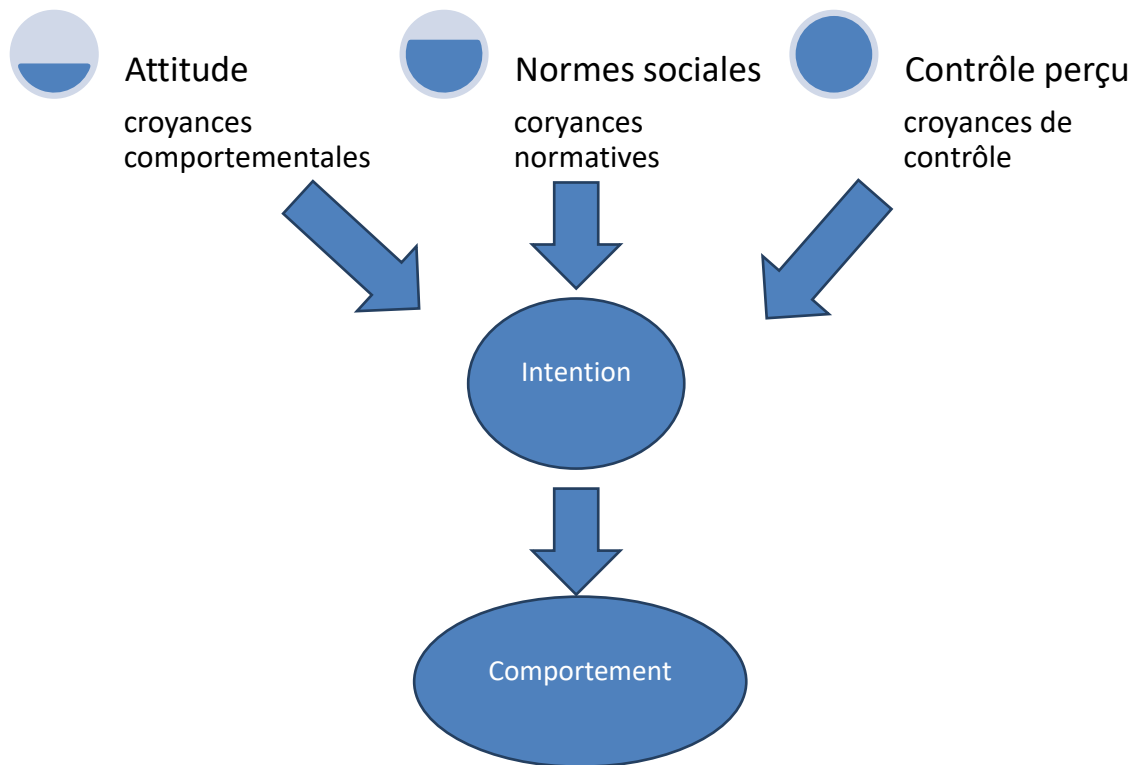 Attitude
croyances
comportementales
Normes sociales
coryances
normatives
Contrôle perçu
croyances de
contrôle
Intention
Comportement